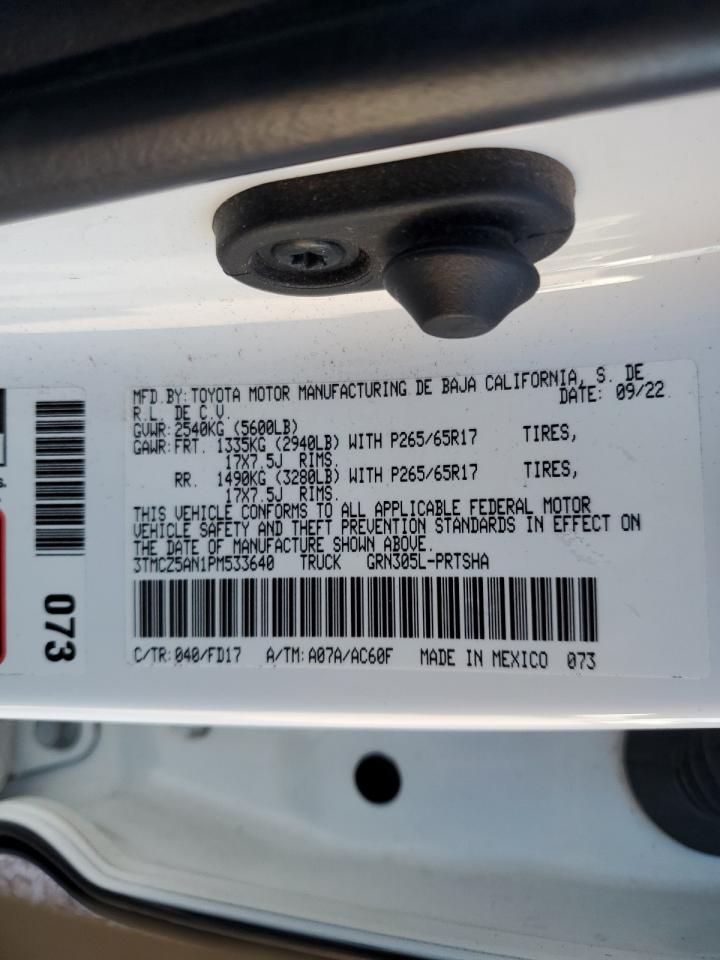 MFD BY: TOYOTA MOTOR MANUFACTURING DE BAJA CALIFORNIA, S. DE
R.L. DE C.V. DATE: 09/22
GVWR: 2540KG (5600LB)
GAWR: FRT. 1335KG (2940LB) WITH P265/65R17 TIRES,
17X7.5J RIMS.
RR. 1490KG (3280LB) WITH P265/65R17 TIRES,
17X7.5J RIMS.
THIS VEHICLE CONFORMS TO ALL APPLICABLE FEDERAL MOTOR
VEHICLE SAFETY AND THEFT PREVENTION STANDARDS IN EFFECT ON
THE DATE OF MANUFACTURE SHOWN ABOVE.
3TMCZ5AN1PM533640 TRUCK GRN305L-PRTSHA
C/TR: 040/FD17 A/TM: A07A/AC60F MADE IN MEXICO 073
073